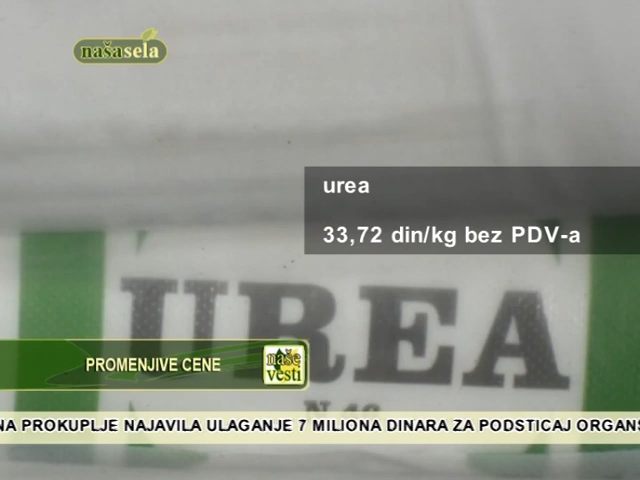 našasela
urea
33,72 din/kg bez PDV-a
UREA
PROMENJIVE CENE
naše
vesti
NA PROKUPLJE NAJAVILA ULAGANJE 7 MILIONA DINARA ZA PODSTICAJ ORGANS